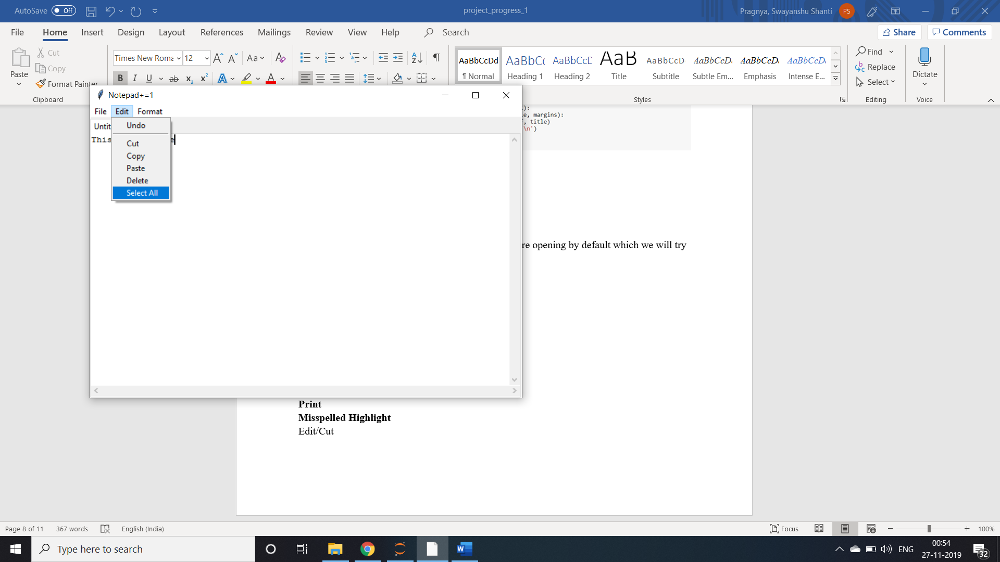 AutoSave Off project_progress_1 Pragnya, Swayanshu Shanti PS
File Home Insert Design Layout References Mailings Review View Help Search Share Comments
Paste
Cut
Copy
Format Painter
Clipboard
Times New Roma 12
AaBbCcDd AaBbCc AaBbCcD AaB AaBbCcD AaBbCcD AaBbCcD AaBbCcD
¶ Normal Heading 1 Heading 2 Title Subtitle Subtle Em... Emphasis Intense E...
Styles
Find
Replace
Select
Editing
Dictate
Voice
Notepad+=1
File Edit Format
Untit
This
Undo
Cut
Copy
Paste
Delete
Select All
, margins):
, title)
\n')
re opening by default which we will try
Print
Misspelled Highlight
Edit/Cut
Page 8 of 11 367 words English (India) Focus 100%
Type here to search
ENG
00:54
27-11-2019
32